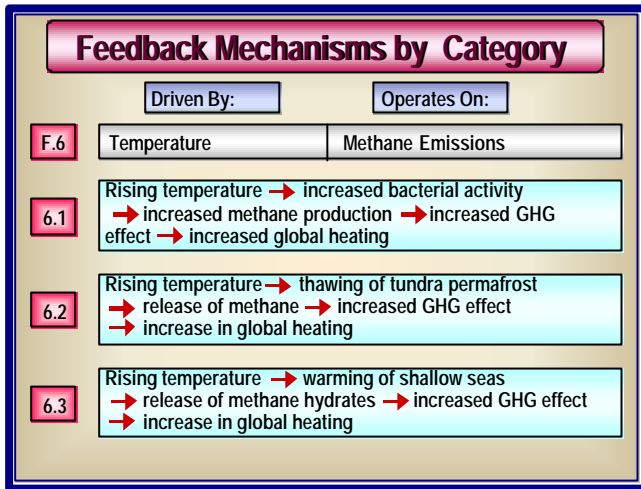 Feedback Mechanisms by Category
Driven By: Operates On:
F.6 Temperature Methane Emissions
6.1
Rising temperature → increased bacterial activity
→ increased methane production → increased GHG
effect → increased global heating
6.2
Rising temperature → thawing of tundra permafrost
→ release of methane → increased GHG effect
→ increase in global heating
6.3
Rising temperature → warming of shallow seas
→ release of methane hydrates → increased GHG effect
→ increase in global heating